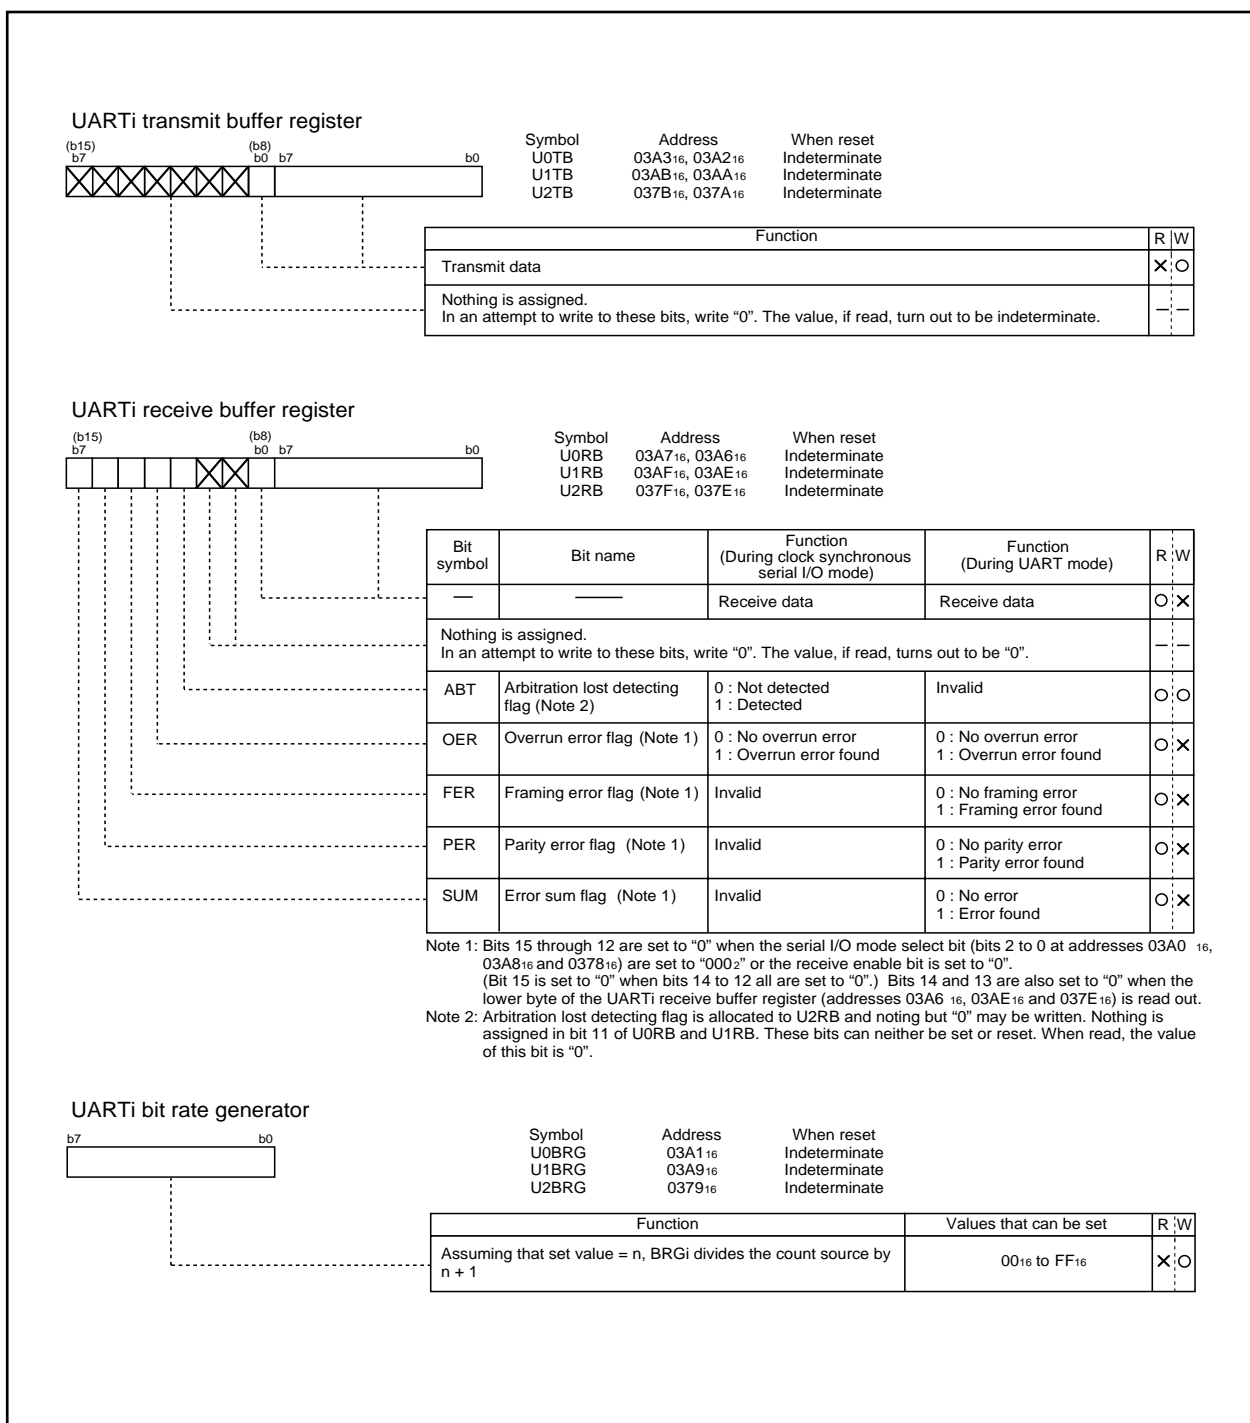 UARTi transmit buffer register
(b15) (b8)
b7 b0 b7 b0
Symbol Address When reset
U0TB 03A316, 03A216 Indeterminate
U1TB 03AB16, 03AA16 Indeterminate
U2TB 037B16, 037A16 Indeterminate
Function R W
Transmit data
Nothing is assigned.
In an attempt to write to these bits, write “0”. The value, if read, turn out to be indeterminate.
UARTi receive buffer register
(b15) (b8)
b7 b0 b7 b0
Symbol Address When reset
U0RB 03A716, 03A616 Indeterminate
U1RB 03AF16, 03AE16 Indeterminate
U2RB 037F16, 037E16 Indeterminate
Bit symbol Bit name Function (During clock synchronous serial I/O mode) Function (During UART mode) R W
Receive data Receive data
Nothing is assigned.
In an attempt to write to these bits, write “0”. The value, if read, turns out to be “0”.
ABT Arbitration lost detecting 0 : Not detected Invalid
flag (Note 2) 1 : Detected
OER Overrun error flag (Note 1) 0 : No overrun error 0 : No overrun error
1 : Overrun error found 1 : Overrun error found
FER Framing error flag (Note 1) Invalid 0 : No framing error
1 : Framing error found
PER Parity error flag (Note 1) Invalid 0 : No parity error
1 : Parity error found
SUM Error sum flag (Note 1) Invalid 0 : No error
1 : Error found
Note 1: Bits 15 through 12 are set to “0” when the serial I/O mode select bit (bits 2 to 0 at addresses 03A0 16,
03A816 and 037816) are set to “0002” or the receive enable bit is set to “0”.
(Bit 15 is set to “0” when bits 14 to 12 all are set to “0”.) Bits 14 and 13 are also set to “0” when the
lower byte of the UARTi receive buffer register (addresses 03A6 16, 03AE16 and 037E16) is read out.
Note 2: Arbitration lost detecting flag is allocated to U2RB and noting but “0” may be written. Nothing is
assigned in bit 11 of U0RB and U1RB. These bits can neither be set or reset. When read, the value
of this bit is “0”.
UARTi bit rate generator
b7 b0
Symbol Address When reset
U0BRG 03A116 Indeterminate
U1BRG 03A916 Indeterminate
U2BRG 037916 Indeterminate
Function Values that can be set R W
Assuming that set value = n, BRGi divides the count source by 0016 to FF16
n + 1